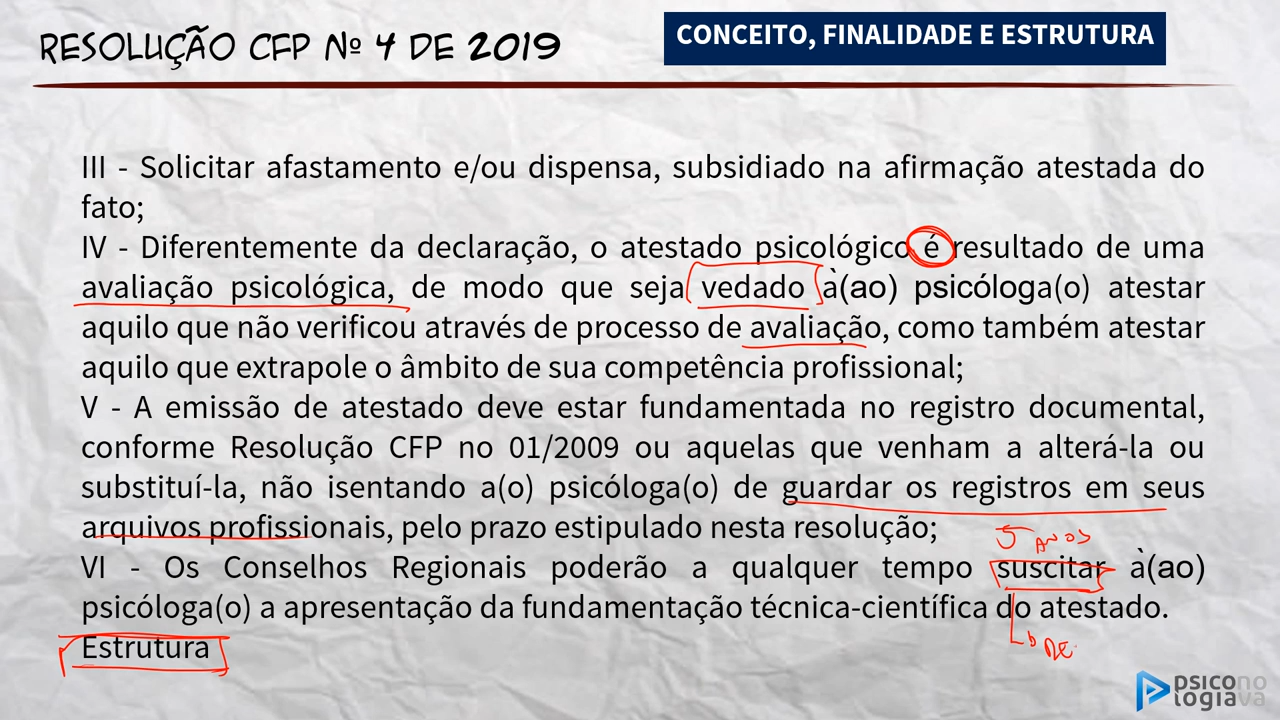 RESOLUÇÃO CFP Nº 4 DE 2019
CONCEITO, FINALIDADE E ESTRUTURA
III - Solicitar afastamento e/ou dispensa, subsidiado na afirmação atestada do
fato;
IV - Diferentemente da declaração, o atestado psicológico é resultado de uma
avaliação psicológica, de modo que seja vedado à(ao) psicóloga(o) atestar
aquilo que não verificou através de processo de avaliação, como também atestar
aquilo que extrapole o âmbito de sua competência profissional;
V - A emissão de atestado deve estar fundamentada no registro documental,
conforme Resolução CFP no 01/2009 ou aquelas que venham a alterá-la ou
substituí-la, não isentando a(o) psicóloga(o) de guardar os registros em seus
arquivos profissionais, pelo prazo estipulado nesta resolução;
5 ANOS
VI - Os Conselhos Regionais poderão a qualquer tempo suscitar à(ao)
psicóloga(o) a apresentação da fundamentação técnica-científica do atestado.
Estrutura
psicono
logiava